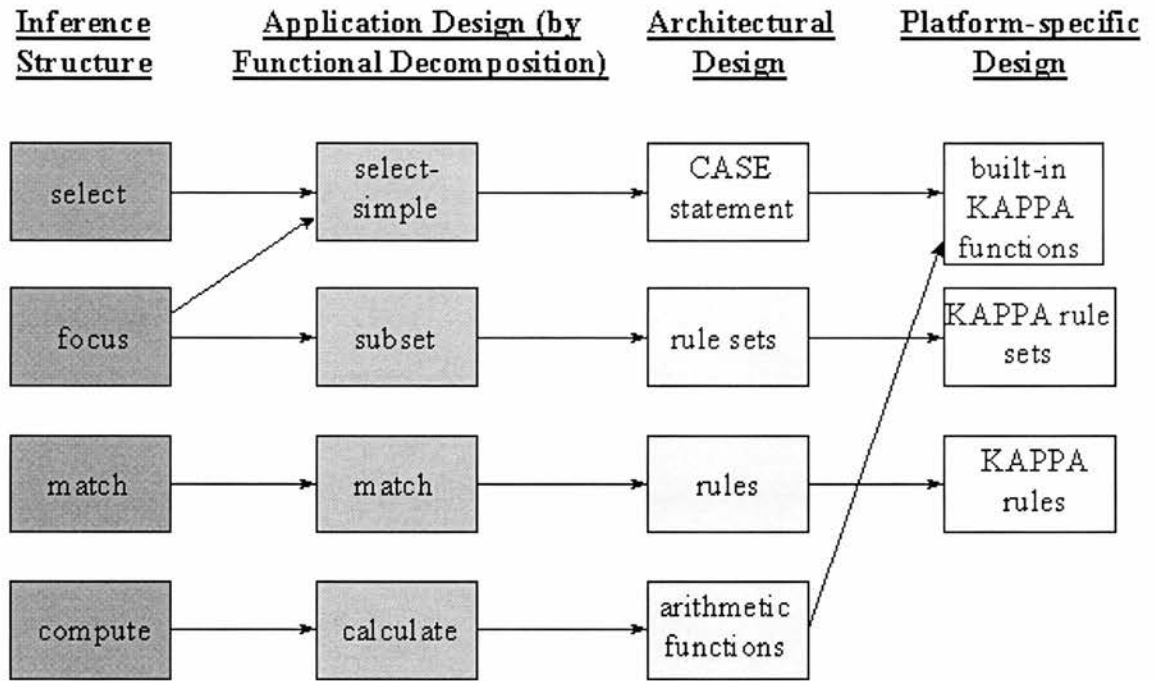 Inference
Structure
Application Design (by
Functional Decomposition)
Architectural
Design
Platform-specific
Design
select
select-
simple
CASE
statement
built-in
KAPPA
functions
focus
subset
rule sets
KAPPA rule
sets
match
match
rules
KAPPA
rules
compute
calculate
arithmetic
functions